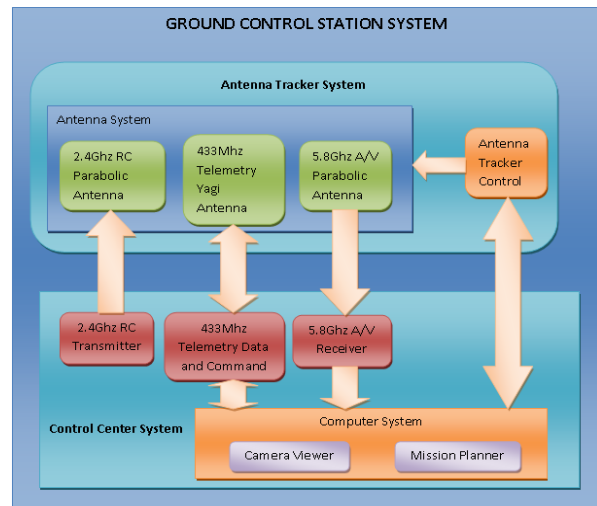 GROUND CONTROL STATION SYSTEM
Antenna Tracker System
Antenna System
2.4Ghz RC
Parabolic
Antenna
433Mhz
Telemetry
Yagi
Antenna
5.8Ghz A/V
Parabolic
Antenna
Antenna
Tracker
Control
2.4Ghz RC
Transmitter
433Mhz
Telemetry Data
and Command
5.8Ghz A/V
Receiver
Control Center System
Computer System
Camera Viewer
Mission Planner